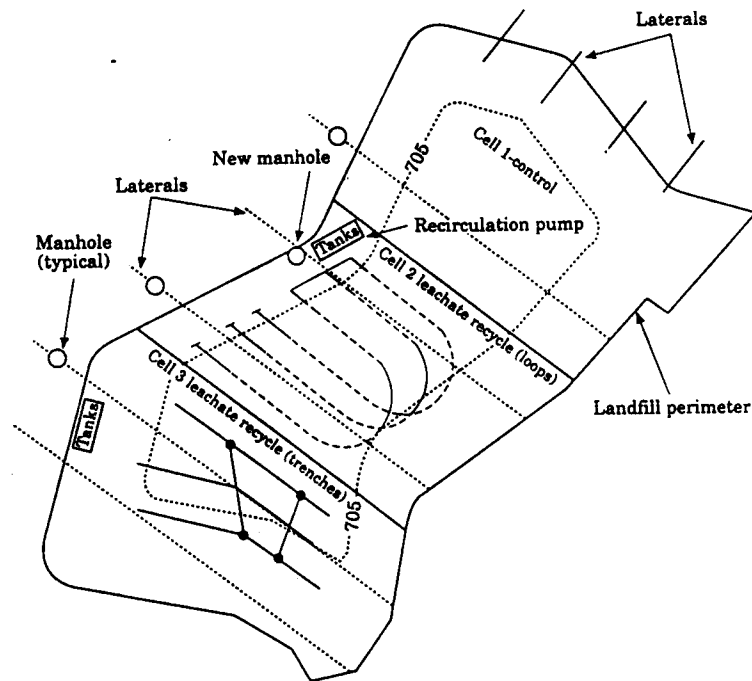 Laterals
705
Cell 1-control
New manhole
Laterals
Recirculation pump
Tanks
Manhole
(typical)
Cell 2 leachate recycle (loops)
Cell 3 leachate recycle (trenches)
Landfill perimeter
Tanks
705